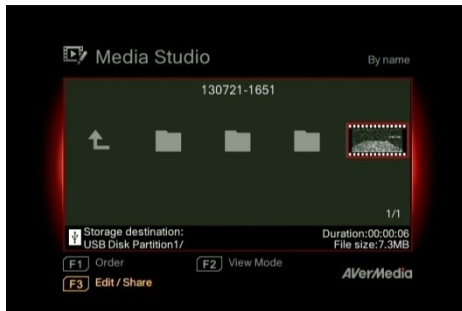 Media Studio
By name
130721-1651
1/1
Storage destination:
USB Disk Partition1/
Duration:00:00:06
File size:7.3MB
F1 Order
F2 View Mode
F3 Edit / Share
AVerMedia